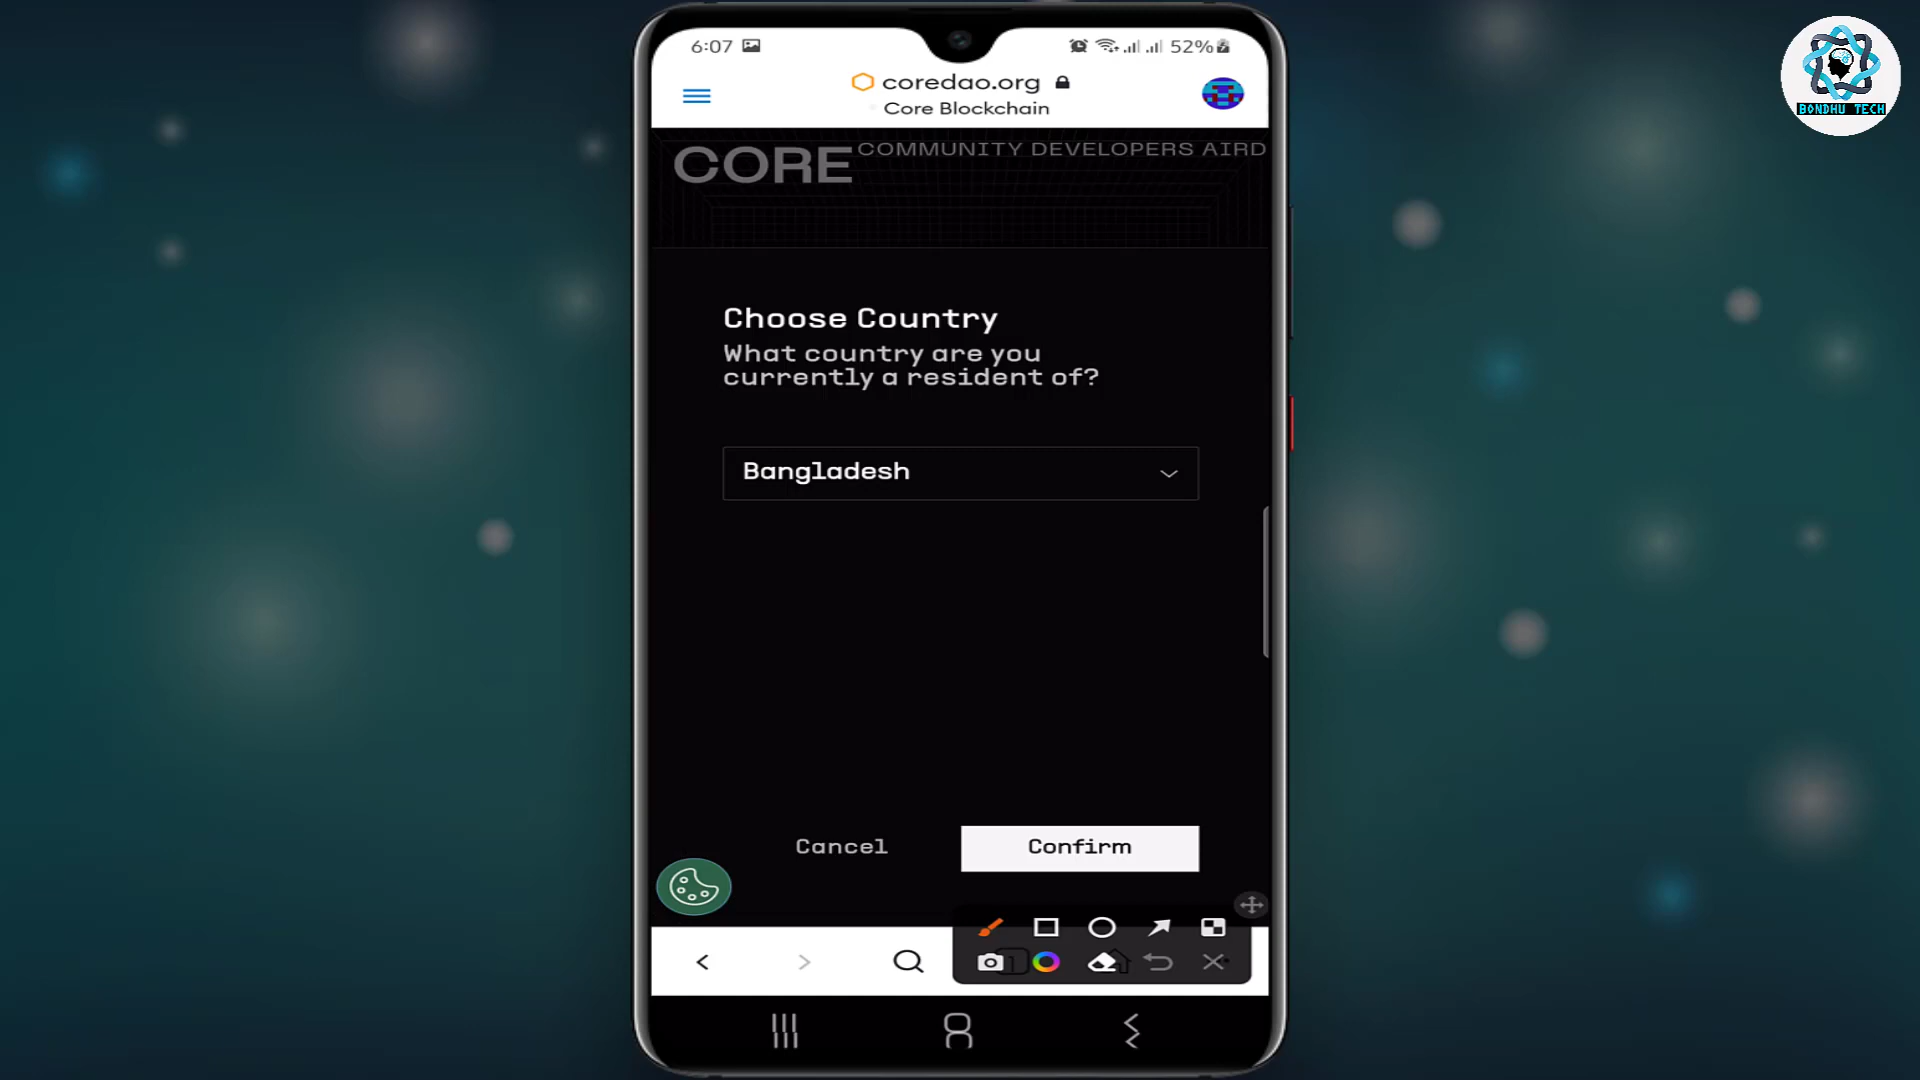 6:07
52%
BONDHU TECH
coredao.org
Core Blockchain
CORE
COMMUNITY DEVELOPERS AIRD
Choose Country
What country are you
currently a resident of?
Bangladesh
Cancel
Confirm